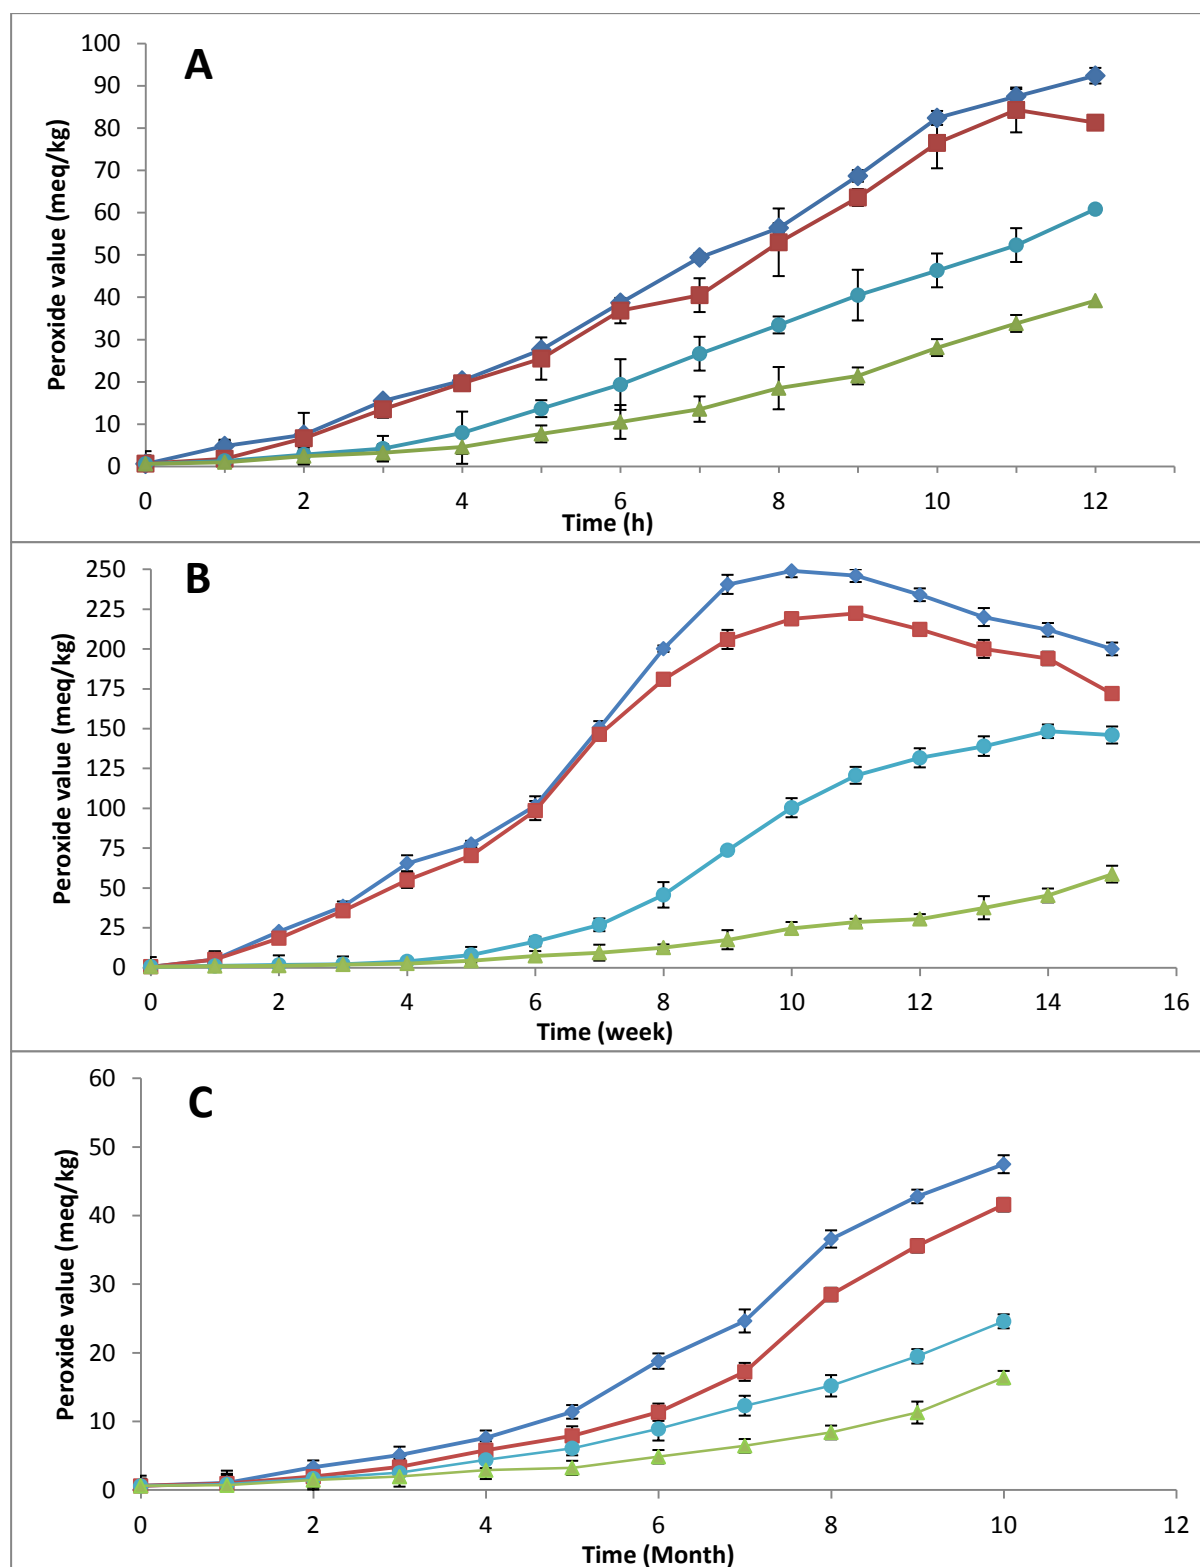 A
Peroxide value (meq/kg)
100
90
80
70
60
50
40
30
20
10
0
0 2 4 6 8 10 12
Time (h)
B
Peroxide value (meq/kg)
250
225
200
175
150
125
100
75
50
25
0
0 2 4 6 8 10 12 14 16
Time (week)
C
Peroxide value (meq/kg)
60
50
40
30
20
10
0
0 2 4 6 8 10 12
Time (Month)